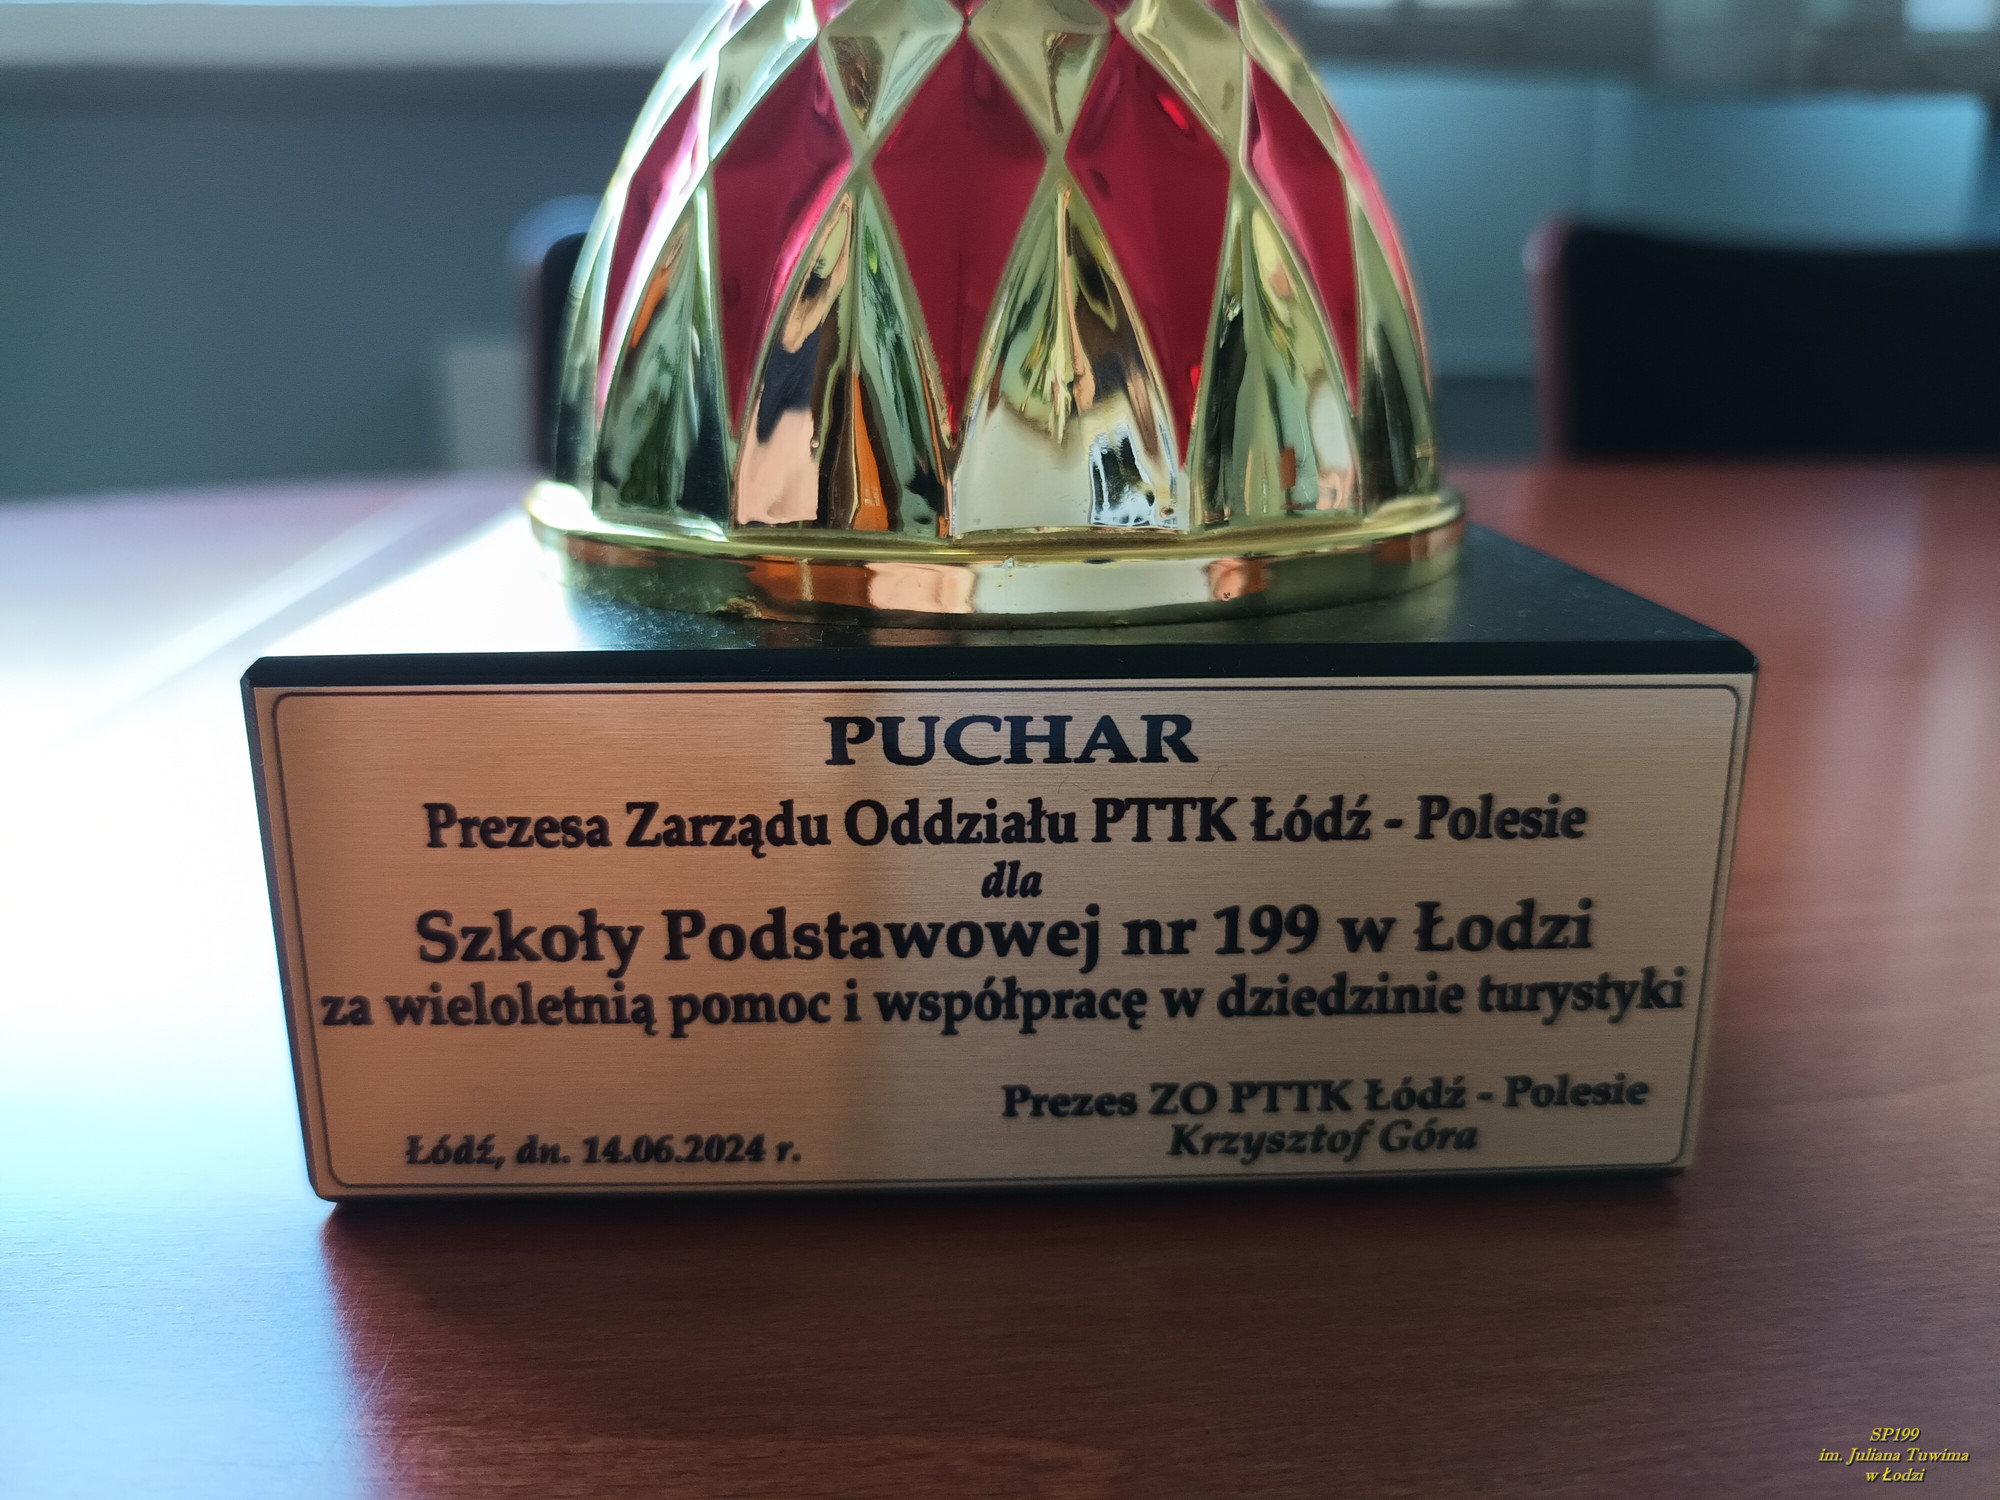 PUCHAR
Prezesa Zarządu Oddziału PTTK Łódź - Polesie
dla
Szkoły Podstawowej nr 199 w Łodzi
za wieloletnią pomoc i współpracę w dziedzinie turystyki
Prezes ZO PTTK Łódź - Polesie
Krzysztof Góra
Łódź, dn. 14.06.2024 r.
SP199
im. Juliana Tuwima
w Łodzi